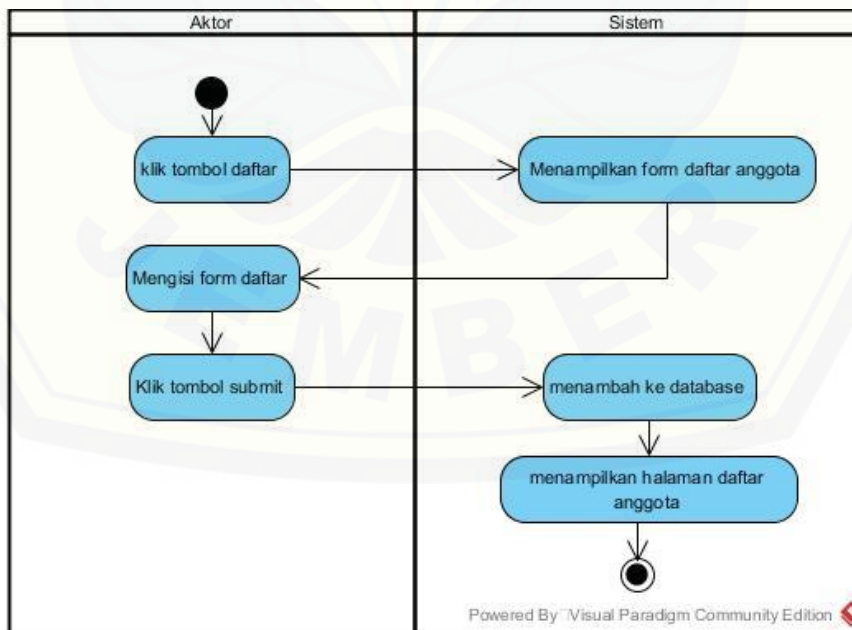 Aktor
Sistem
klik tombol daftar
Menampilkan form daftar anggota
Mengisi form daftar
Klik tombol submit
menambah ke database
menampilkan halaman daftar
anggota
JEMBER
Powered By Visual Paradigm Community Edition